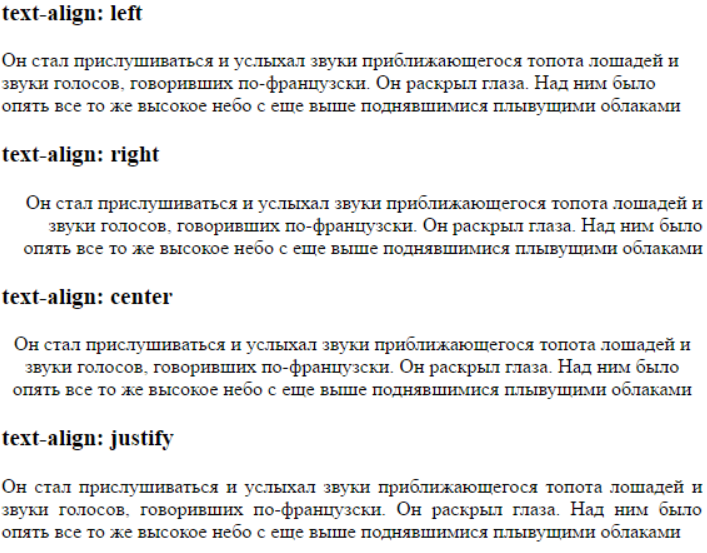 text-align: left
Он стал прислушиваться и услыхал звуки приближающегося топота лошадей и
звуки голосов, говоривших по-французски. Он раскрыл глаза. Над ним было
опять все то же высокое небо с еще выше поднявшимися плывущими облаками
text-align: right
Он стал прислушиваться и услыхал звуки приближающегося топота лошадей и
звуки голосов, говоривших по-французски. Он раскрыл глаза. Над ним было
опять все то же высокое небо с еще выше поднявшимися плывущими облаками
text-align: center
Он стал прислушиваться и услыхал звуки приближающегося топота лошадей и
звуки голосов, говоривших по-французски. Он раскрыл глаза. Над ним было
опять все то же высокое небо с еще выше поднявшимися плывущими облаками
text-align: justify
Он стал прислушиваться и услыхал звуки приближающегося топота лошадей и
звуки голосов, говоривших по-французски. Он раскрыл глаза. Над ним было
опять все то же высокое небо с еще выше поднявшимися плывущими облаками